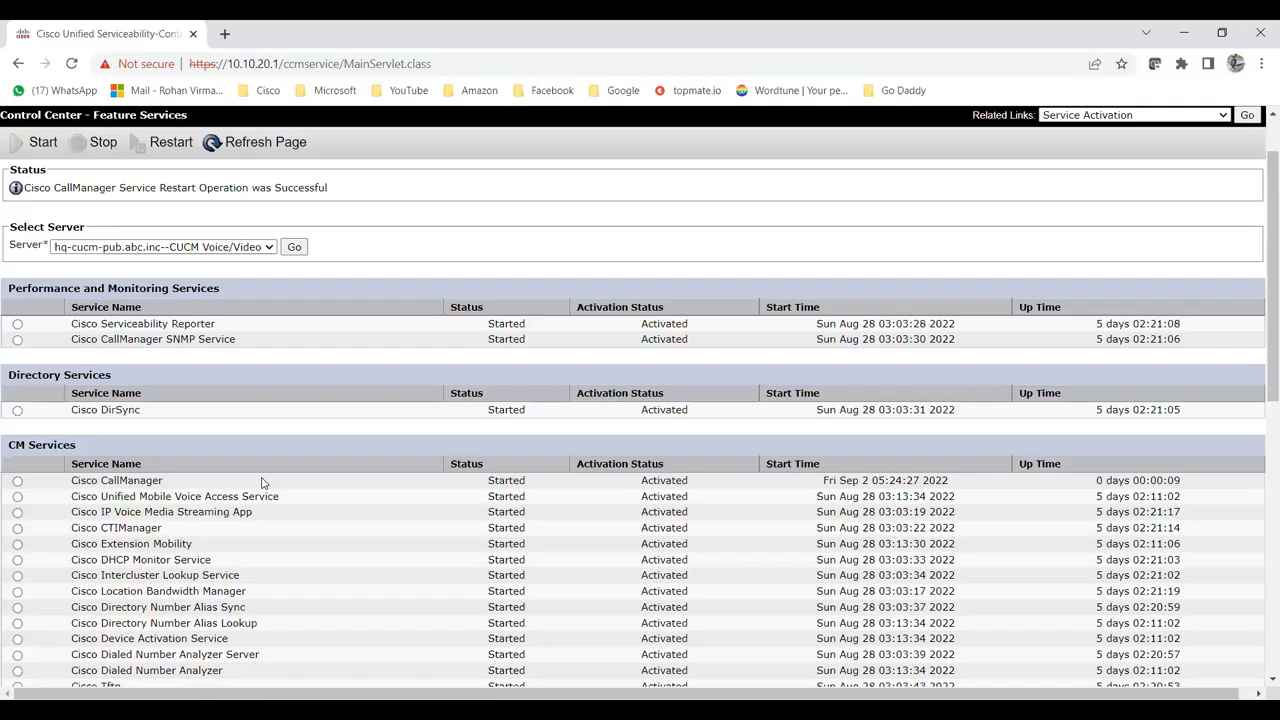 Cisco Unified Serviceability-Cont
Not secure https://10.10.20.1/ccmservice/MainServlet.class
(17) WhatsApp Mail - Rohan Virma... Cisco Microsoft YouTube Amazon Facebook Google topmate.io Wordtune | Your pe... Go Daddy
Control Center - Feature Services Related Links: Service Activation Go
Start Stop Restart Refresh Page
Status
Cisco CallManager Service Restart Operation was Successful
Select Server
Server* hq-cucm-pub.abc.inc--CUCM Voice/Video Go
Performance and Monitoring Services
Service Name Status Activation Status Start Time Up Time
Cisco Serviceability Reporter Started Activated Sun Aug 28 03:03:28 2022 5 days 02:21:08
Cisco CallManager SNMP Service Started Activated Sun Aug 28 03:03:30 2022 5 days 02:21:06
Directory Services
Service Name Status Activation Status Start Time Up Time
Cisco DirSync Started Activated Sun Aug 28 03:03:31 2022 5 days 02:21:05
CM Services
Service Name Status Activation Status Start Time Up Time
Cisco CallManager Started Activated Fri Sep 2 05:24:27 2022 0 days 00:00:09
Cisco Unified Mobile Voice Access Service Started Activated Sun Aug 28 03:13:34 2022 5 days 02:11:02
Cisco IP Voice Media Streaming App Started Activated Sun Aug 28 03:03:19 2022 5 days 02:21:17
Cisco CTIManager Started Activated Sun Aug 28 03:03:22 2022 5 days 02:21:14
Cisco Extension Mobility Started Activated Sun Aug 28 03:13:30 2022 5 days 02:11:06
Cisco DHCP Monitor Service Started Activated Sun Aug 28 03:03:33 2022 5 days 02:21:03
Cisco Intercluster Lookup Service Started Activated Sun Aug 28 03:03:34 2022 5 days 02:21:02
Cisco Location Bandwidth Manager Started Activated Sun Aug 28 03:03:17 2022 5 days 02:21:19
Cisco Directory Number Alias Sync Started Activated Sun Aug 28 03:03:37 2022 5 days 02:20:59
Cisco Directory Number Alias Lookup Started Activated Sun Aug 28 03:13:34 2022 5 days 02:11:02
Cisco Device Activation Service Started Activated Sun Aug 28 03:13:34 2022 5 days 02:11:02
Cisco Dialed Number Analyzer Server Started Activated Sun Aug 28 03:03:39 2022 5 days 02:20:57
Cisco Dialed Number Analyzer Started Activated Sun Aug 28 03:13:34 2022 5 days 02:11:02
Cisco Tftp Started Activated Sun Aug 28 03:03:43 2022 5 days 02:20:53